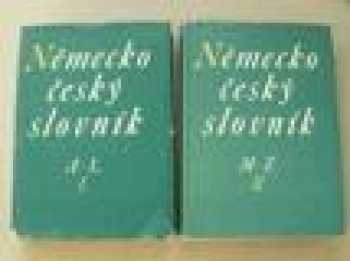 Německo
český
slovník
A-L
I
Německo
český
slovník
M-Z
II